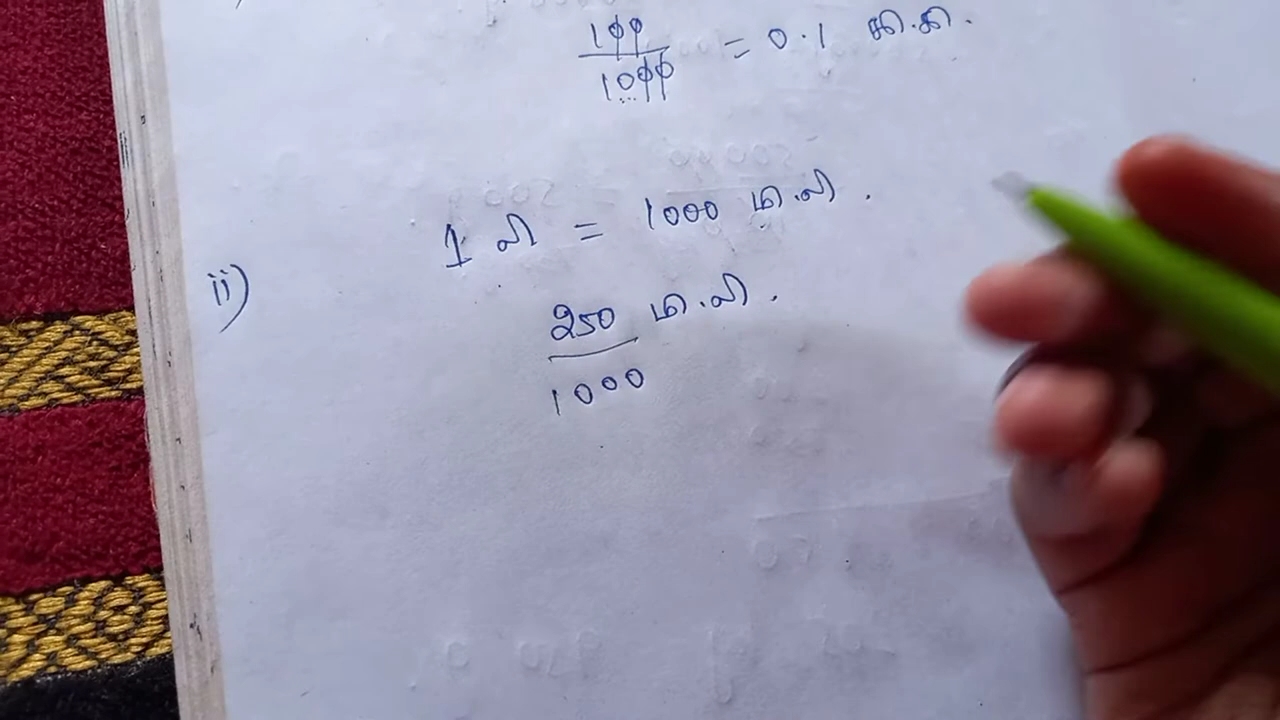 100
1000 = 0.1 கி.கி.
1 லி = 1000 மி.லி.
ii)
250 மி.லி.
1000